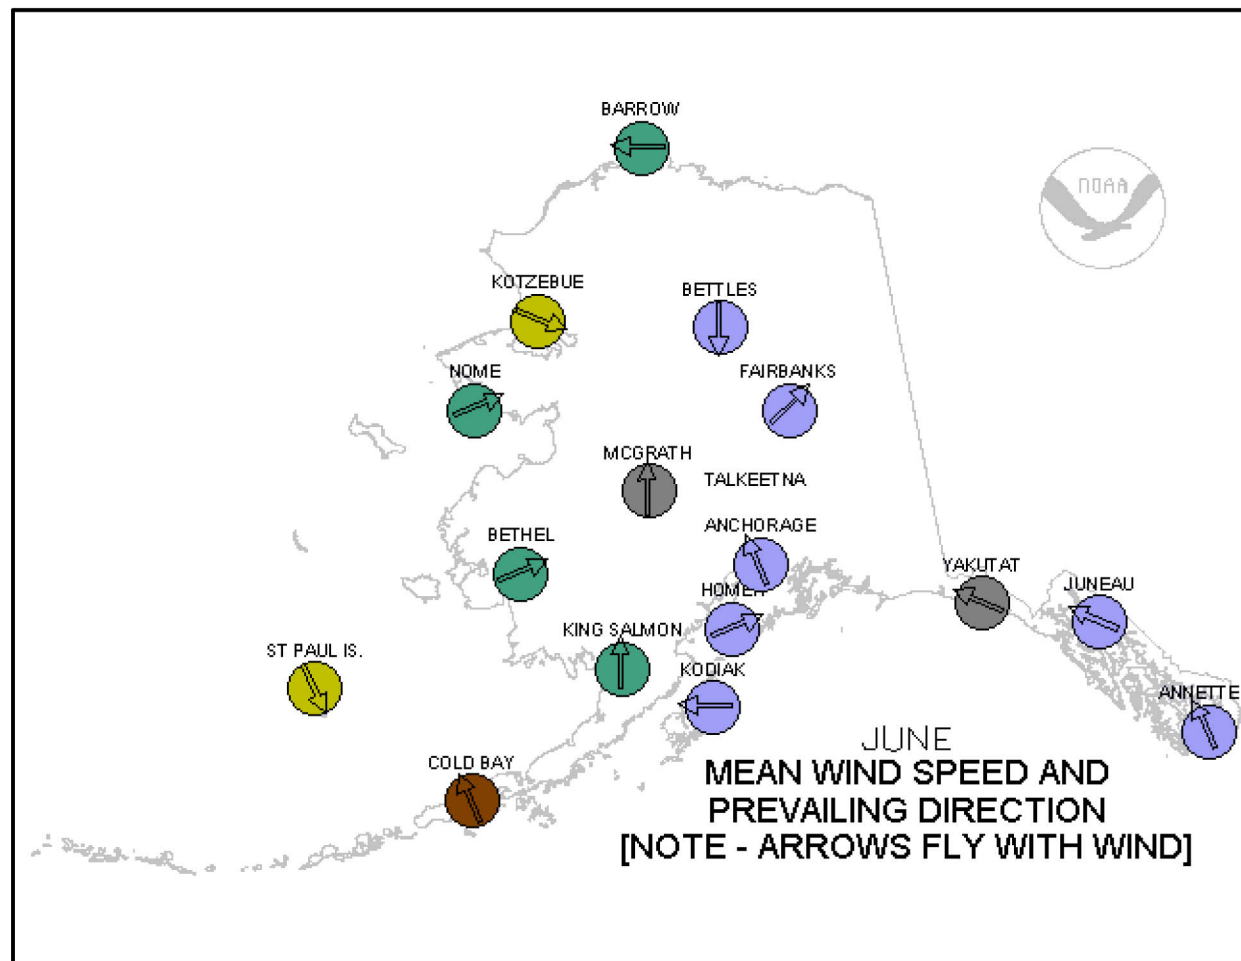 BARROW
NOAA
KOTZEBUE
BETTLES
NOME
FAIRBANKS
MCGRATH
TALKEETNA
ANCHORAGE
BETHEL
YAKUTAT
JUNEAU
HOMER
KING SALMON
ST PAUL IS.
KODIAK
ANNETTE
JUNE
COLD BAY
MEAN WIND SPEED AND
PREVAILING DIRECTION
[NOTE - ARROWS FLY WITH WIND]